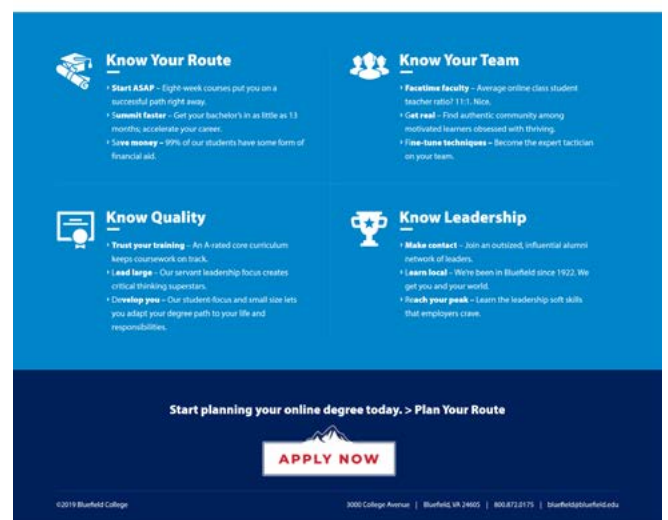 Know Your Route
› Start ASAP – Eight-week courses put you on a
successful path right away.
› Summit faster – Get your bachelor's in as little as 13
months; accelerate your career.
› Save money – 99% of our students have some form of
financial aid.
Know Your Team
› Facetime faculty – Average online class student
teacher ratio? 11:1. Nice.
› Get real – Find authentic community among
motivated learners obsessed with thriving.
› Fine-tune techniques – Become the expert tactician
on your team.
Know Quality
› Trust your training – An A-rated core curriculum
keeps coursework on track.
› Lead large – Our servant leadership focus creates
critical thinking superstars.
› Develop you – Our student-focus and small size lets
you adapt your degree path to your life and
responsibilities.
Know Leadership
› Make contact – Join an outsized, influential alumni
network of leaders.
› Learn local – We're been in Bluefield since 1922. We
get you and your world.
› Reach your peak – Learn the leadership soft skills
that employers crave.
Start planning your online degree today. > Plan Your Route
APPLY NOW
©2019 Bluefield College
3000 College Avenue | Bluefield, VA 24605 | 800.872.0175 | bluefield@bluefield.edu